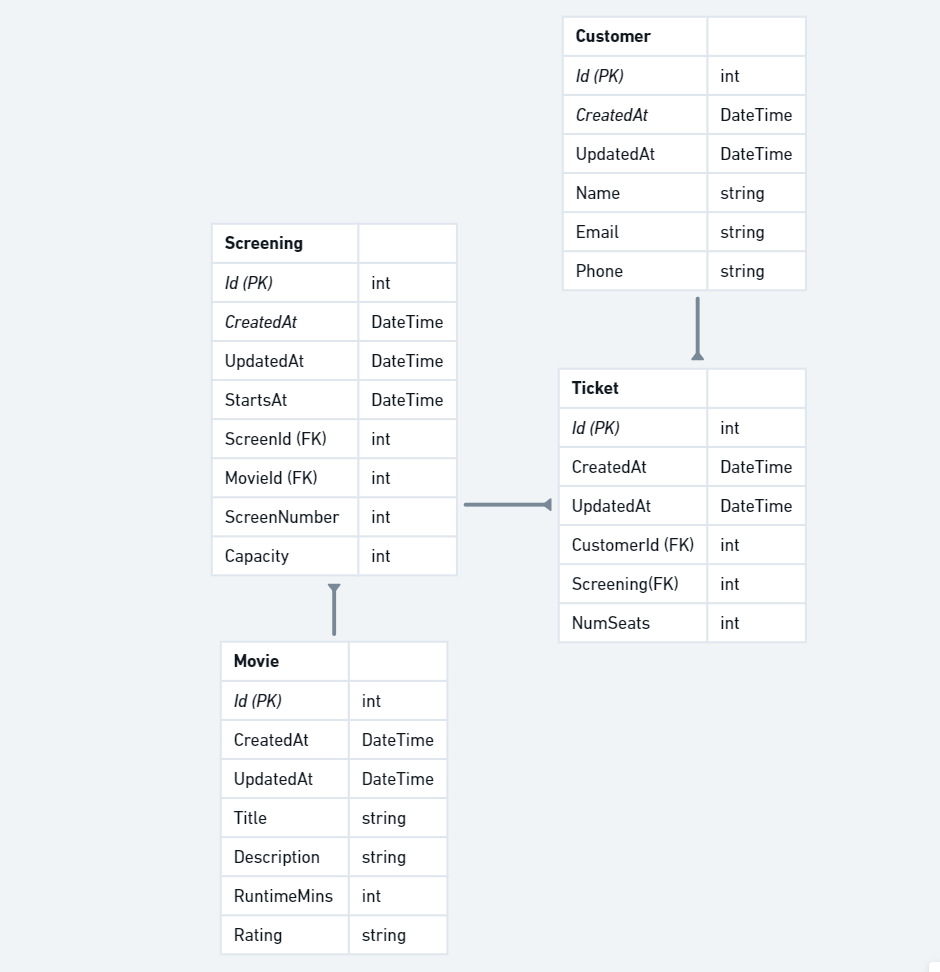 Customer
Id (PK) int
CreatedAt DateTime
UpdatedAt DateTime
Name string
Email string
Phone string
Screening
Id (PK) int
CreatedAt DateTime
UpdatedAt DateTime
StartsAt DateTime
ScreenId (FK) int
MovieId (FK) int
ScreenNumber int
Capacity int
Ticket
Id (PK) int
CreatedAt DateTime
UpdatedAt DateTime
CustomerId (FK) int
Screening(FK) int
NumSeats int
Movie
Id (PK) int
CreatedAt DateTime
UpdatedAt DateTime
Title string
Description string
RuntimeMins int
Rating string